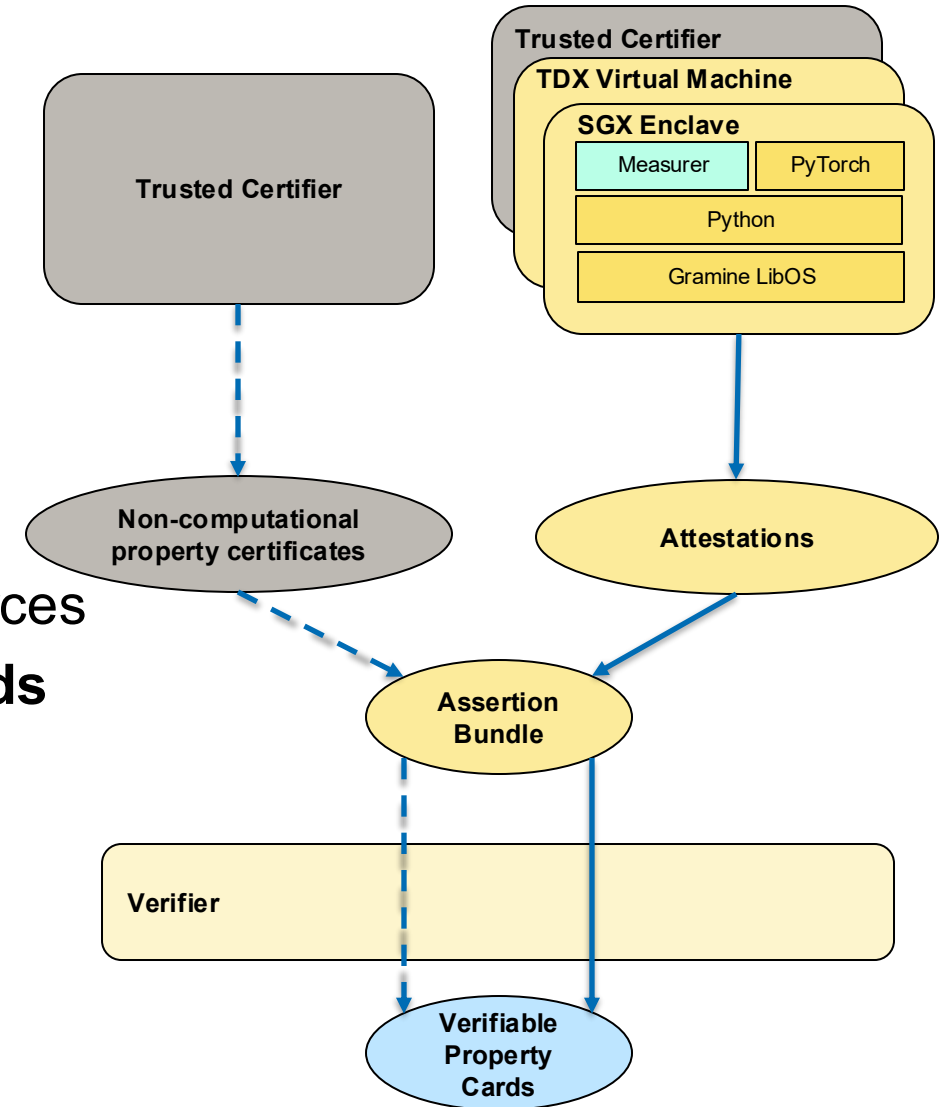 Trusted Certifier
TDX Virtual Machine
SGX Enclave
Measurer
PyTorch
Python
Gramine LibOS
Trusted Certifier
Non-computational
property certificates
Attestations
ces
ds
Assertion
Bundle
Verifier
Verifiable
Property
Cards